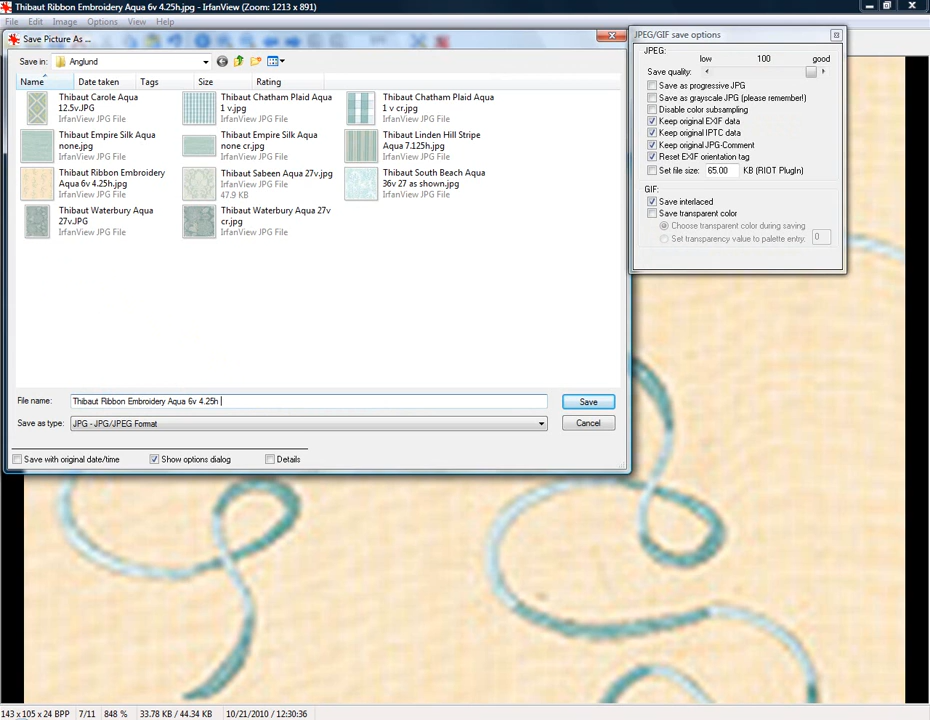 Thibaut Ribbon Embroidery Aqua 6v 4.25h.jpg - IrfanView (Zoom: 1213 x 891)
File Edit Image Options View Help
Save Picture As ...
Save in: Anglund
Name Date taken Tags Size Rating
Thibaut Carole Aqua
12.5v.JPG
IrfanView JPG File
Thibaut Chatham Plaid Aqua
1 v.jpg
IrfanView JPG File
Thibaut Chatham Plaid Aqua
1 v cr.jpg
IrfanView JPG File
Thibaut Empire Silk Aqua
none.jpg
IrfanView JPG File
Thibaut Empire Silk Aqua
none cr.jpg
IrfanView JPG File
Thibaut Linden Hill Stripe
Aqua 7.125h.jpg
IrfanView JPG File
Thibaut Ribbon Embroidery
Aqua 6v 4.25h.jpg
IrfanView JPG File
Thibaut Sabeen Aqua 27v.jpg
IrfanView JPG File
47.9 KB
Thibaut South Beach Aqua
36v 27 as shown.jpg
IrfanView JPG File
Thibaut Waterbury Aqua
27v.JPG
IrfanView JPG File
Thibaut Waterbury Aqua 27v
cr.jpg
IrfanView JPG File
File name: Thibaut Ribbon Embroidery Aqua 6v 4.25h
Save
Save as type: JPG - JPG/JPEG Format
Cancel
Save with original date/time Show options dialog Details
JPEG/GIF save options
JPEG:
low 100 good
Save quality:
Save as progressive JPG
Save as grayscale JPG (please remember!)
Disable color subsampling
Keep original EXIF data
Keep original IPTC data
Keep original JPG-Comment
Reset EXIF orientation tag
Set file size: 65.00 KB (RIOT PlugIn)
GIF:
Save interlaced
Save transparent color
Choose transparent color during saving
Set transparency value to palette entry: 0
143 x 105 x 24 BPP 7/11 848 % 33.78 KB / 44.34 KB 10/21/2010 / 12:30:36